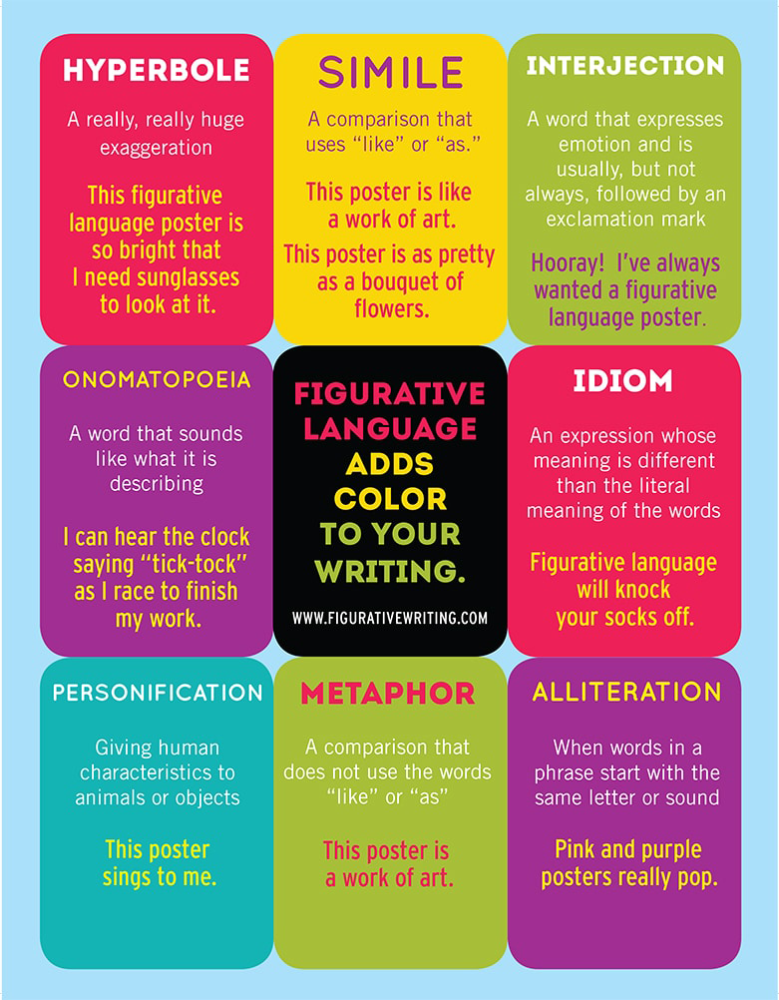 HYPERBOLE
A really, really huge
exaggeration
This figurative
language poster is
so bright that
I need sunglasses
to look at it.
SIMILE
A comparison that
uses “like” or “as.”
This poster is like
a work of art.
This poster is as pretty
as a bouquet of
flowers.
INTERJECTION
A word that expresses
emotion and is
usually, but not
always, followed by an
exclamation mark
Hooray! I’ve always
wanted a figurative
language poster.
ONOMATOPOEIA
A word that sounds
like what it is
describing
I can hear the clock
saying “tick-tock”
as I race to finish
my work.
FIGURATIVE
LANGUAGE
ADDS
COLOR
TO YOUR
WRITING.
WWW.FIGURATIVEWRITING.COM
IDIOM
An expression whose
meaning is different
than the literal
meaning of the words
Figurative language
will knock
your socks off.
PERSONIFICATION
Giving human
characteristics to
animals or objects
This poster
sings to me.
METAPHOR
A comparison that
does not use the words
“like” or “as”
This poster is
a work of art.
ALLITERATION
When words in a
phrase start with the
same letter or sound
Pink and purple
posters really pop.